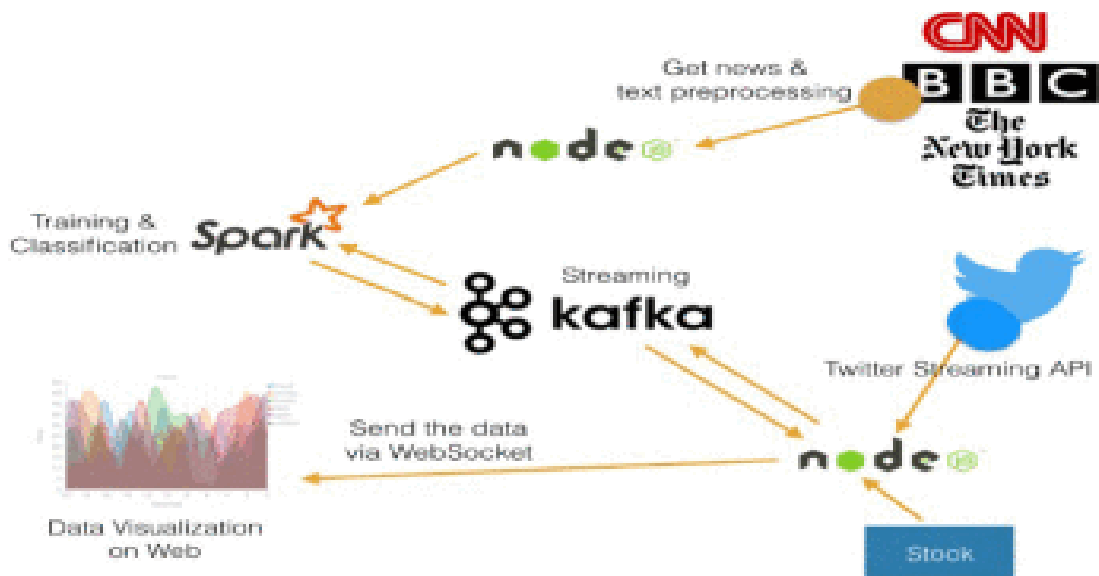 CNN
BBC
The
New York
Times
Get news &
text preprocessing
node
Training &
Classification
Spark
Streaming
kafka
Twitter Streaming API
Send the data
via WebSocket
node
Data Visualization
on Web
Stock